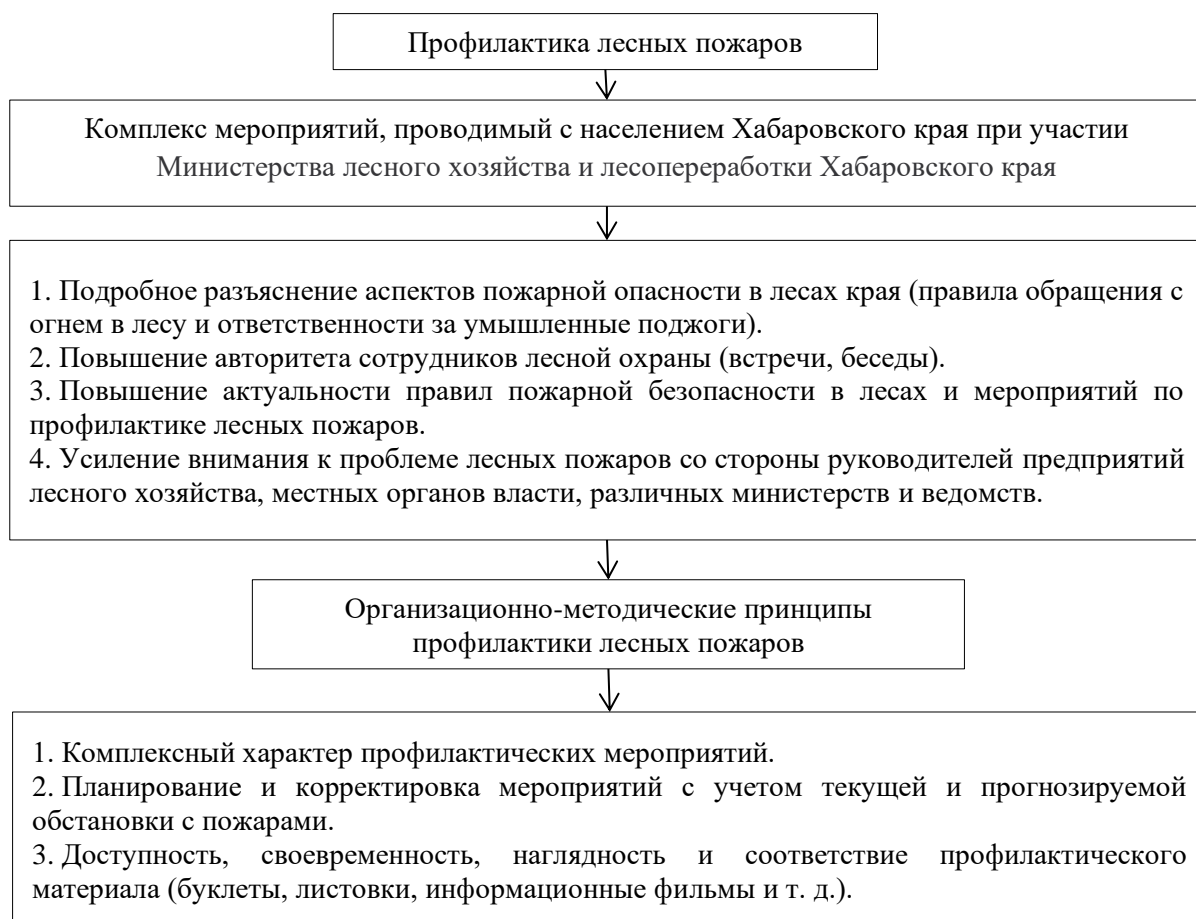 Профилактика лесных пожаров
Комплекс мероприятий, проводимый с населением Хабаровского края при участии
Министерства лесного хозяйства и лесопереработки Хабаровского края
1. Подробное разъяснение аспектов пожарной опасности в лесах края (правила обращения с
огнем в лесу и ответственности за умышленные поджоги).
2. Повышение авторитета сотрудников лесной охраны (встречи, беседы).
3. Повышение актуальности правил пожарной безопасности в лесах и мероприятий по
профилактике лесных пожаров.
4. Усиление внимания к проблеме лесных пожаров со стороны руководителей предприятий
лесного хозяйства, местных органов власти, различных министерств и ведомств.
Организационно-методические принципы
профилактики лесных пожаров
1. Комплексный характер профилактических мероприятий.
2. Планирование и корректировка мероприятий с учетом текущей и прогнозируемой
обстановки с пожарами.
3. Доступность, своевременность, наглядность и соответствие профилактического
материала (буклеты, листовки, информационные фильмы и т. д.).